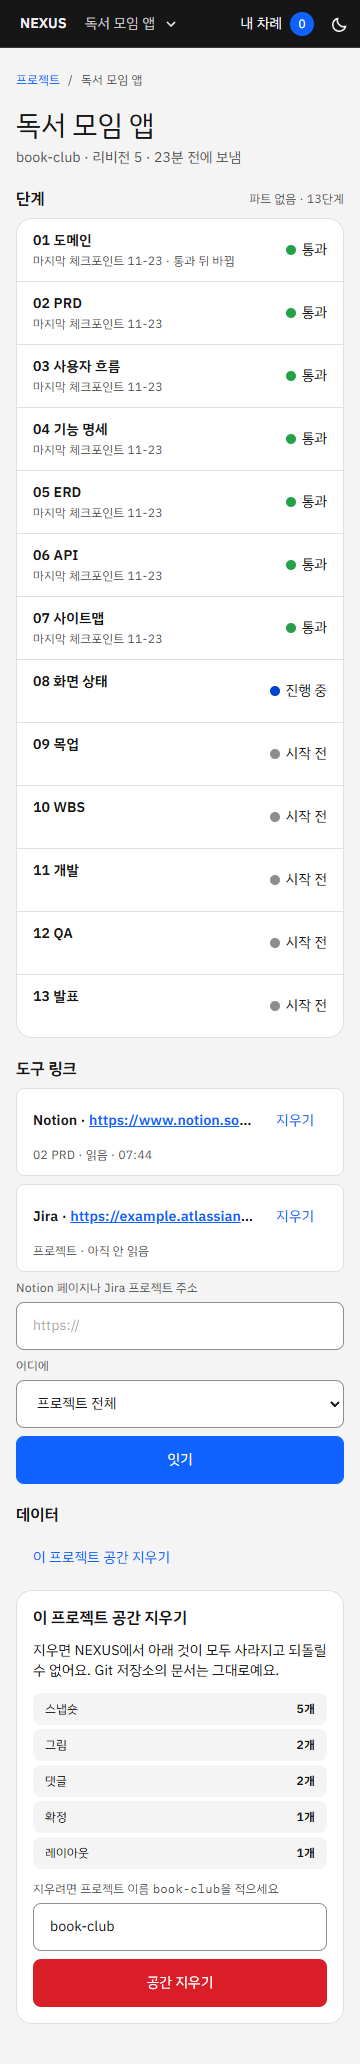 NEXUS 독서 모임 앱 내 차례 0
프로젝트 / 독서 모임 앱
독서 모임 앱
book-club · 리비전 5 · 23분 전에 보냄
단계 파트 없음 · 13단계
01 도메인
마지막 체크포인트 11-23 · 통과 뒤 바뀜
통과
02 PRD
마지막 체크포인트 11-23
통과
03 사용자 흐름
마지막 체크포인트 11-23
통과
04 기능 명세
마지막 체크포인트 11-23
통과
05 ERD
마지막 체크포인트 11-23
통과
06 API
마지막 체크포인트 11-23
통과
07 사이트맵
마지막 체크포인트 11-23
통과
08 화면 상태
진행 중
09 목업
시작 전
10 WBS
시작 전
11 개발
시작 전
12 QA
시작 전
13 발표
시작 전
도구 링크
Notion · https://www.notion.so... 지우기
02 PRD · 읽음 · 07:44
Jira · https://example.atlassian... 지우기
프로젝트 · 아직 안 읽음
Notion 페이지나 Jira 프로젝트 주소
https://
어디에
프로젝트 전체
잇기
데이터
이 프로젝트 공간 지우기
이 프로젝트 공간 지우기
지우면 NEXUS에서 아래 것이 모두 사라지고 되돌릴
수 없어요. Git 저장소의 문서는 그대로예요.
스냅숏 5개
그림 2개
댓글 2개
확정 1개
레이아웃 1개
지우려면 프로젝트 이름 book-club을 적으세요
book-club
공간 지우기